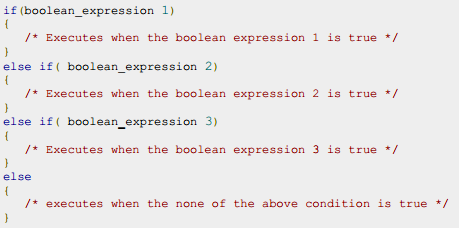 if(boolean_expression 1)
{
/* Executes when the boolean expression 1 is true */
}
else if( boolean_expression 2)
{
/* Executes when the boolean expression 2 is true */
}
else if( boolean_expression 3)
{
/* Executes when the boolean expression 3 is true */
}
else
{
/* executes when the none of the above condition is true */
}